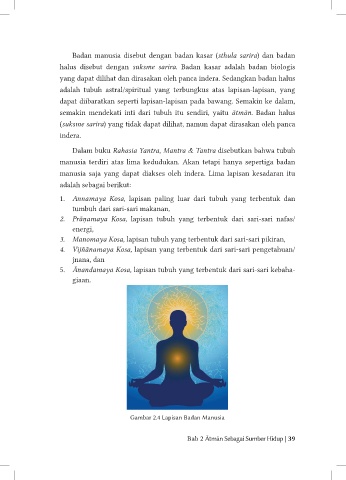 Badan manusia disebut dengan badan kasar (sthula sarira) dan badan
halus disebut dengan suksme sarira. Badan kasar adalah badan biologis
yang dapat dilihat dan dirasakan oleh panca indera. Sedangkan badan halus
adalah tubuh astral/spiritual yang terbungkus atas lapisan-lapisan, yang
dapat diibaratkan seperti lapisan-lapisan pada bawang. Semakin ke dalam,
semakin mendekati inti dari tubuh itu sendiri, yaitu ātmān. Badan halus
(suksme sarira) yang tidak dapat dilihat, namun dapat dirasakan oleh panca
indera.
Dalam buku Rahasia Yantra, Mantra & Tantra disebutkan bahwa tubuh
manusia terdiri atas lima kedudukan. Akan tetapi hanya sepertiga badan
manusia saja yang dapat diakses oleh indera. Lima lapisan kesadaran itu
adalah sebagai berikut:
1. Annamaya Kosa, lapisan paling luar dari tubuh yang terbentuk dan
tumbuh dari sari-sari makanan,
2. Prāṇamaya Kosa, lapisan tubuh yang terbentuk dari sari-sari nafas/
energi,
3. Manomaya Kosa, lapisan tubuh yang terbentuk dari sari-sari pikiran,
4. Vijñānamaya Kosa, lapisan yang terbentuk dari sari-sari pengetahuan/
jnana, dan
5. Ānandamaya Kosa, lapisan tubuh yang terbentuk dari sari-sari kebaha-
giaan.
Gambar 2.4 Lapisan Badan Manusia
Bab 2 Ātmān Sebagai Sumber Hidup | 39